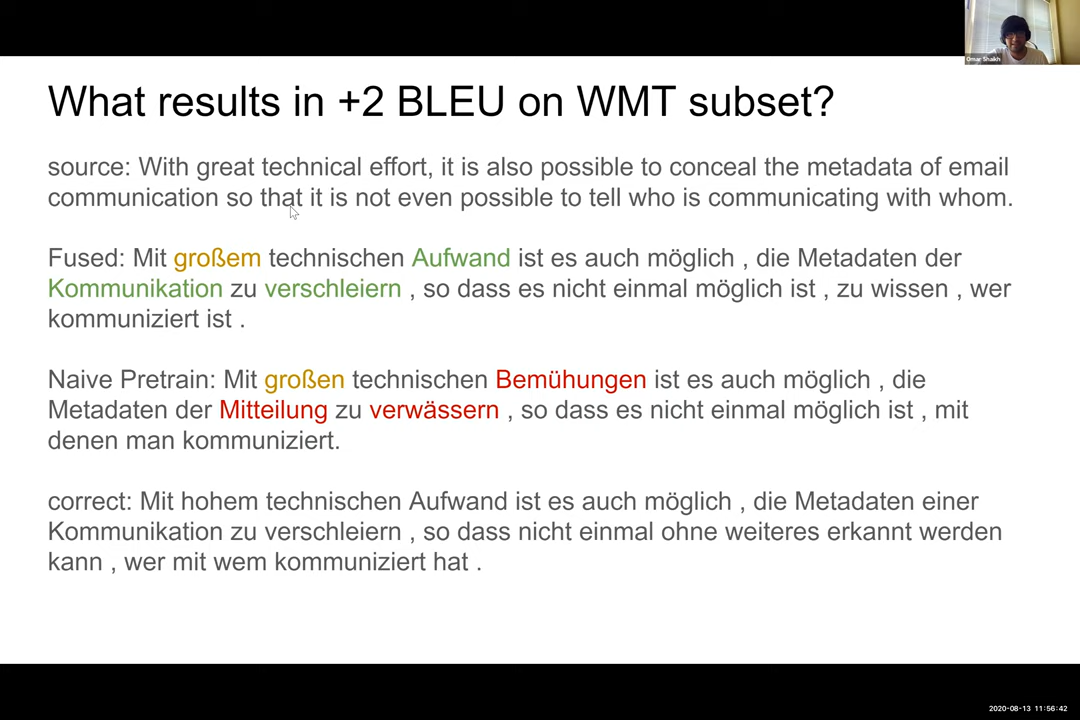 Omar Shaikh
What results in +2 BLEU on WMT subset?
source: With great technical effort, it is also possible to conceal the metadata of email
communication so that it is not even possible to tell who is communicating with whom.
Fused: Mit großem technischen Aufwand ist es auch möglich , die Metadaten der
Kommunikation zu verschleiern , so dass es nicht einmal möglich ist , zu wissen , wer
kommuniziert ist .
Naive Pretrain: Mit großen technischen Bemühungen ist es auch möglich , die
Metadaten der Mitteilung zu verwässern , so dass es nicht einmal möglich ist , mit
denen man kommuniziert.
correct: Mit hohem technischen Aufwand ist es auch möglich , die Metadaten einer
Kommunikation zu verschleiern , so dass nicht einmal ohne weiteres erkannt werden
kann , wer mit wem kommuniziert hat .
2020-08-13 11:56:42